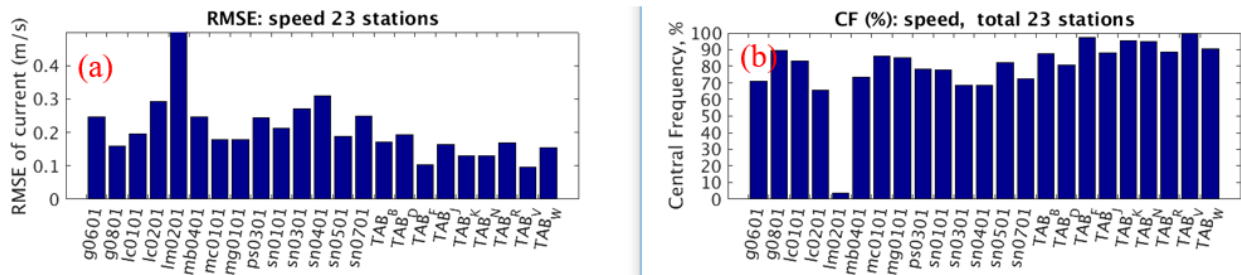 RMSE: speed 23 stations
(a)
RMSE of current (m/s)
0.4
0.3
0.2
0.1
0
g0601
g0801
lc0101
lc0201
lm0201
mb0401
mc0101
mg0101
ps0301
sn0101
sn0301
sn0401
sn0501
sn0701
TAB_B
TAB_D
TAB_F
TAB_J
TAB_K
TAB_N
TAB_R
TAB_V
TAB_W
CF (%): speed, total 23 stations
(b)
Central Frequency, %
100
90
80
70
60
50
40
30
20
10
0
g0601
g0801
lc0101
lc0201
lm0201
mb0401
mc0101
mg0101
ps0301
sn0101
sn0301
sn0401
sn0501
sn0701
TAB_B
TAB_D
TAB_F
TAB_J
TAB_K
TAB_N
TAB_R
TAB_V
TAB_W